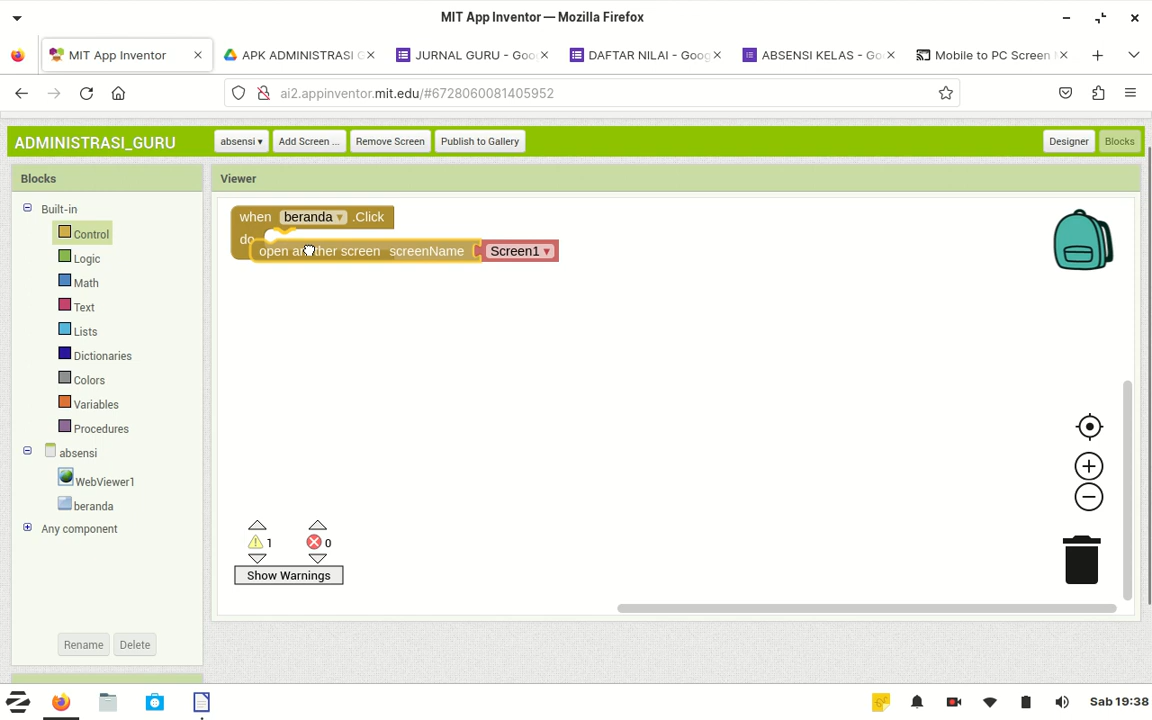 MIT App Inventor — Mozilla Firefox
MIT App Inventor
APK ADMINISTRASI G
JURNAL GURU - Goo
DAFTAR NILAI - Goog
ABSENSI KELAS - Go
Mobile to PC Screen
ai2.appinventor.mit.edu/#6728060081405952
ADMINISTRASI_GURU
absensi ▾
Add Screen ...
Remove Screen
Publish to Gallery
Designer
Blocks
Blocks
Viewer
Built-in
Control
Logic
Math
Text
Lists
Dictionaries
Colors
Variables
Procedures
absensi
WebViewer1
beranda
Any component
Rename
Delete
when beranda ▾ .Click
do
open another screen screenName Screen1 ▾
1
0
Show Warnings
Sab 19:38